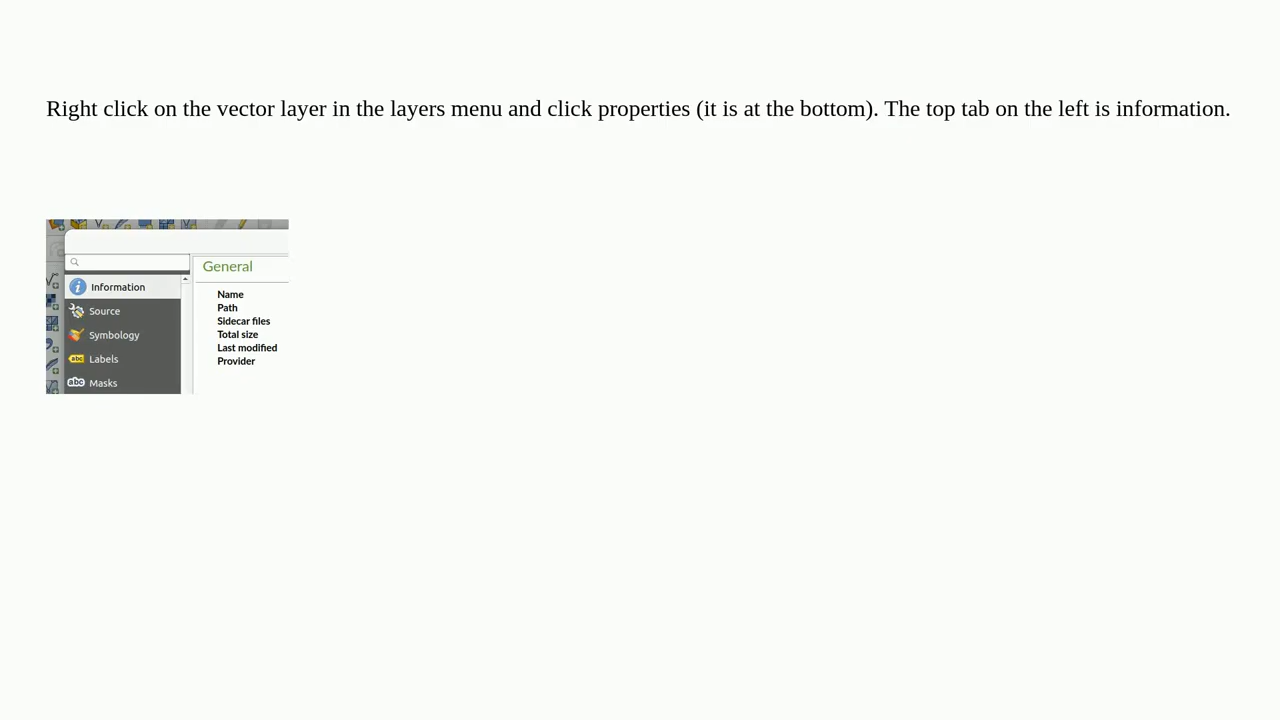 Right click on the vector layer in the layers menu and click properties (it is at the bottom). The top tab on the left is information.
General
Information
Source
Symbology
abc Labels
abc Masks
Name
Path
Sidecar files
Total size
Last modified
Provider